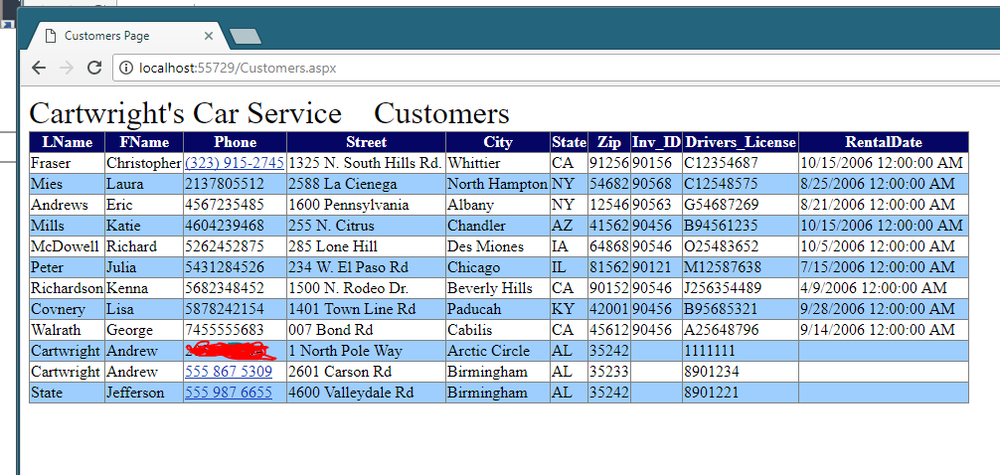 Customers Page
localhost:55729/Customers.aspx
Cartwright's Car Service Customers
LName FName Phone Street City State Zip Inv_ID Drivers_License RentalDate
Fraser Christopher (323) 915-2745 1325 N. South Hills Rd. Whittier CA 91256 90156 C12354687 10/15/2006 12:00:00 AM
Mies Laura 2137805512 2588 La Cienega North Hampton NY 54682 90568 C12548575 8/25/2006 12:00:00 AM
Andrews Eric 4567235485 1600 Pennsylvania Albany NY 12546 90563 G54687269 8/21/2006 12:00:00 AM
Mills Katie 4604239468 255 N. Citrus Chandler AZ 41562 90456 B94561235 10/15/2006 12:00:00 AM
McDowell Richard 5262452875 285 Lone Hill Des Miones IA 64868 90546 O25483652 10/5/2006 12:00:00 AM
Peter Julia 5431284526 234 W. El Paso Rd Chicago IL 81562 90121 M12587638 7/15/2006 12:00:00 AM
Richardson Kenna 5682348452 1500 N. Rodeo Dr. Beverly Hills CA 90152 90546 J256354489 4/9/2006 12:00:00 AM
Covnery Lisa 5878242154 1401 Town Line Rd Paducah KY 42001 90456 B95685321 9/28/2006 12:00:00 AM
Walrath George 7455555683 007 Bond Rd Cabilis CA 45612 90456 A25648796 9/14/2006 12:00:00 AM
Cartwright Andrew 1 North Pole Way Arctic Circle AL 35242 1111111
Cartwright Andrew 555 867 5309 2601 Carson Rd Birmingham AL 35233 8901234
State Jefferson 555 987 6655 4600 Valleydale Rd Birmingham AL 35242 8901221